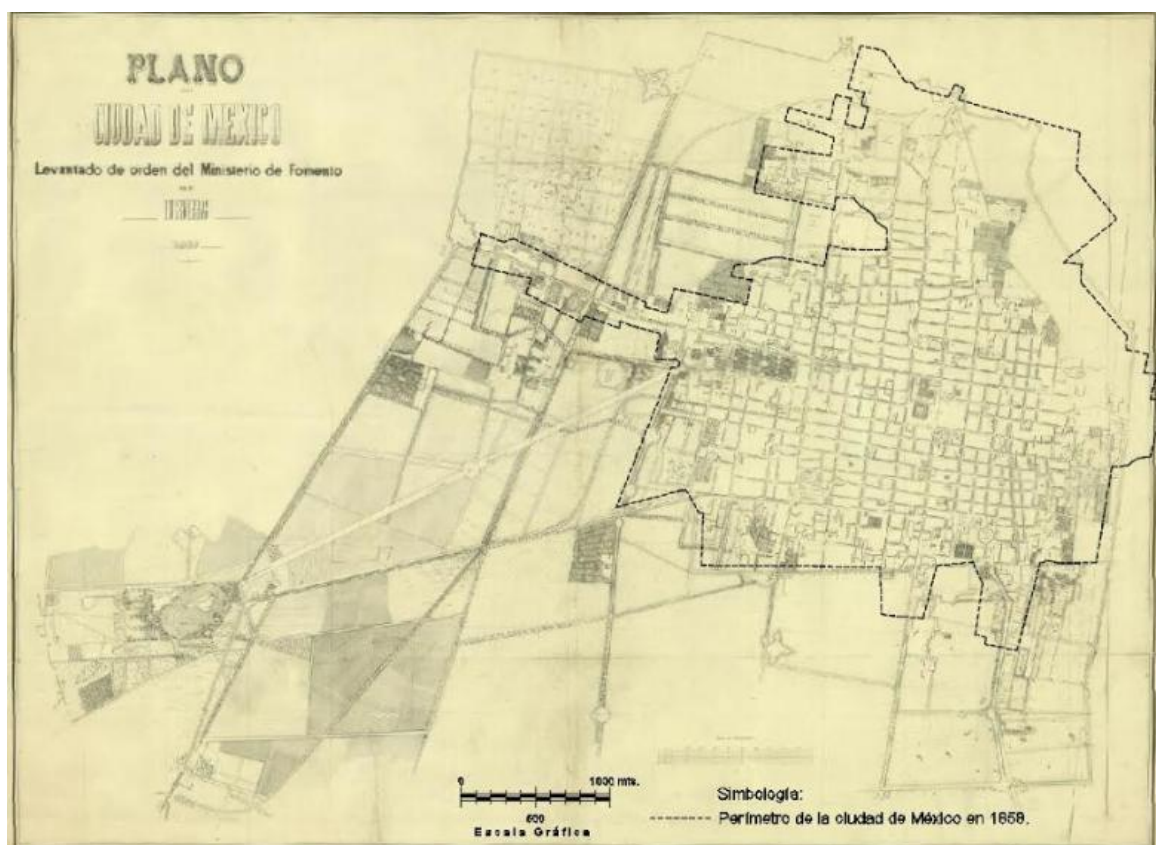 PLANO
CIUDAD DE MEXICO
Levantado de orden del Ministerio de Fomento
0 1000 mts.
500
Escala Gráfica
Simbología:
Perímetro de la ciudad de México en 1858.